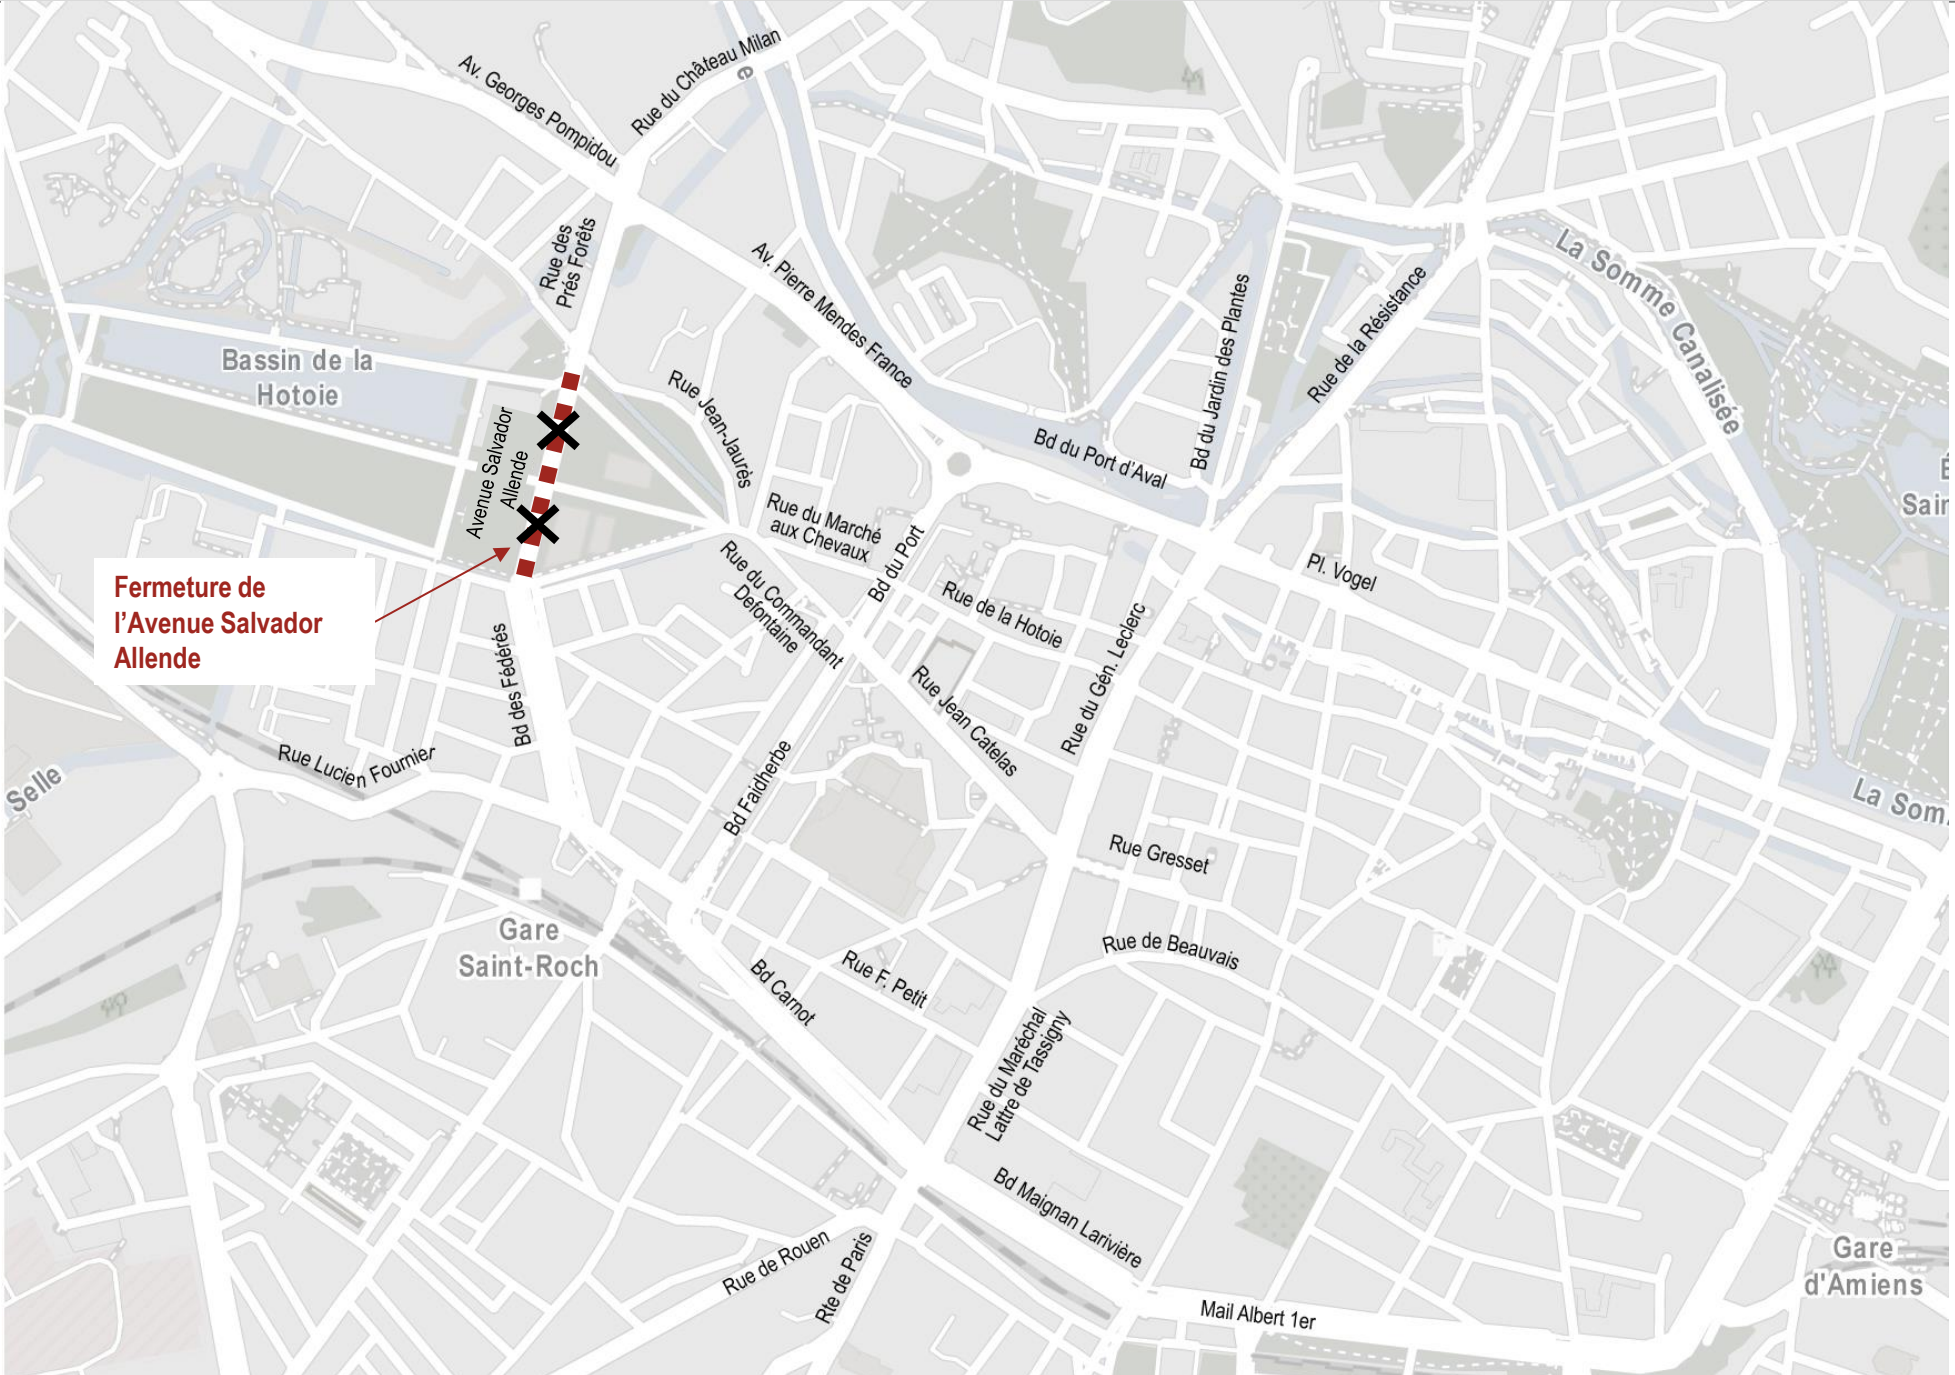 Av. Georges Pompidou
Rue du Château Milan
e
Rue des
Prés Forêts
Av. Pierre Mendes France
La Somme Canalisée
Bd du Jardin des Plantes
Rue de la Résistance
Bassin de la
Hotoie
Rue Jean-Jaurès
Avenue Salvador
Allende
Bd du Port d'Aval
É
Sain
Rue du Marché
aux Chevaux
Bd du Port
Pl. Vogel
Fermeture de
l'Avenue Salvador
Allende
Rue du Commandant
Defontaine
Rue de la Hotoie
Rue du Gén. Leclerc
Bd des Fédérés
Rue Jean Catelas
Rue Lucien Fournier
Selle
Bd Faidherbe
La Som
Rue Gresset
Gare
Saint-Roch
Rue de Beauvais
Bd Carnot
Rue F. Petit
Rue du Maréchal
Lattre de Tassigny
Bd Maignan Larivière
Rue de Rouen
Rte de Paris
Gare
d'Amiens
Mail Albert 1er